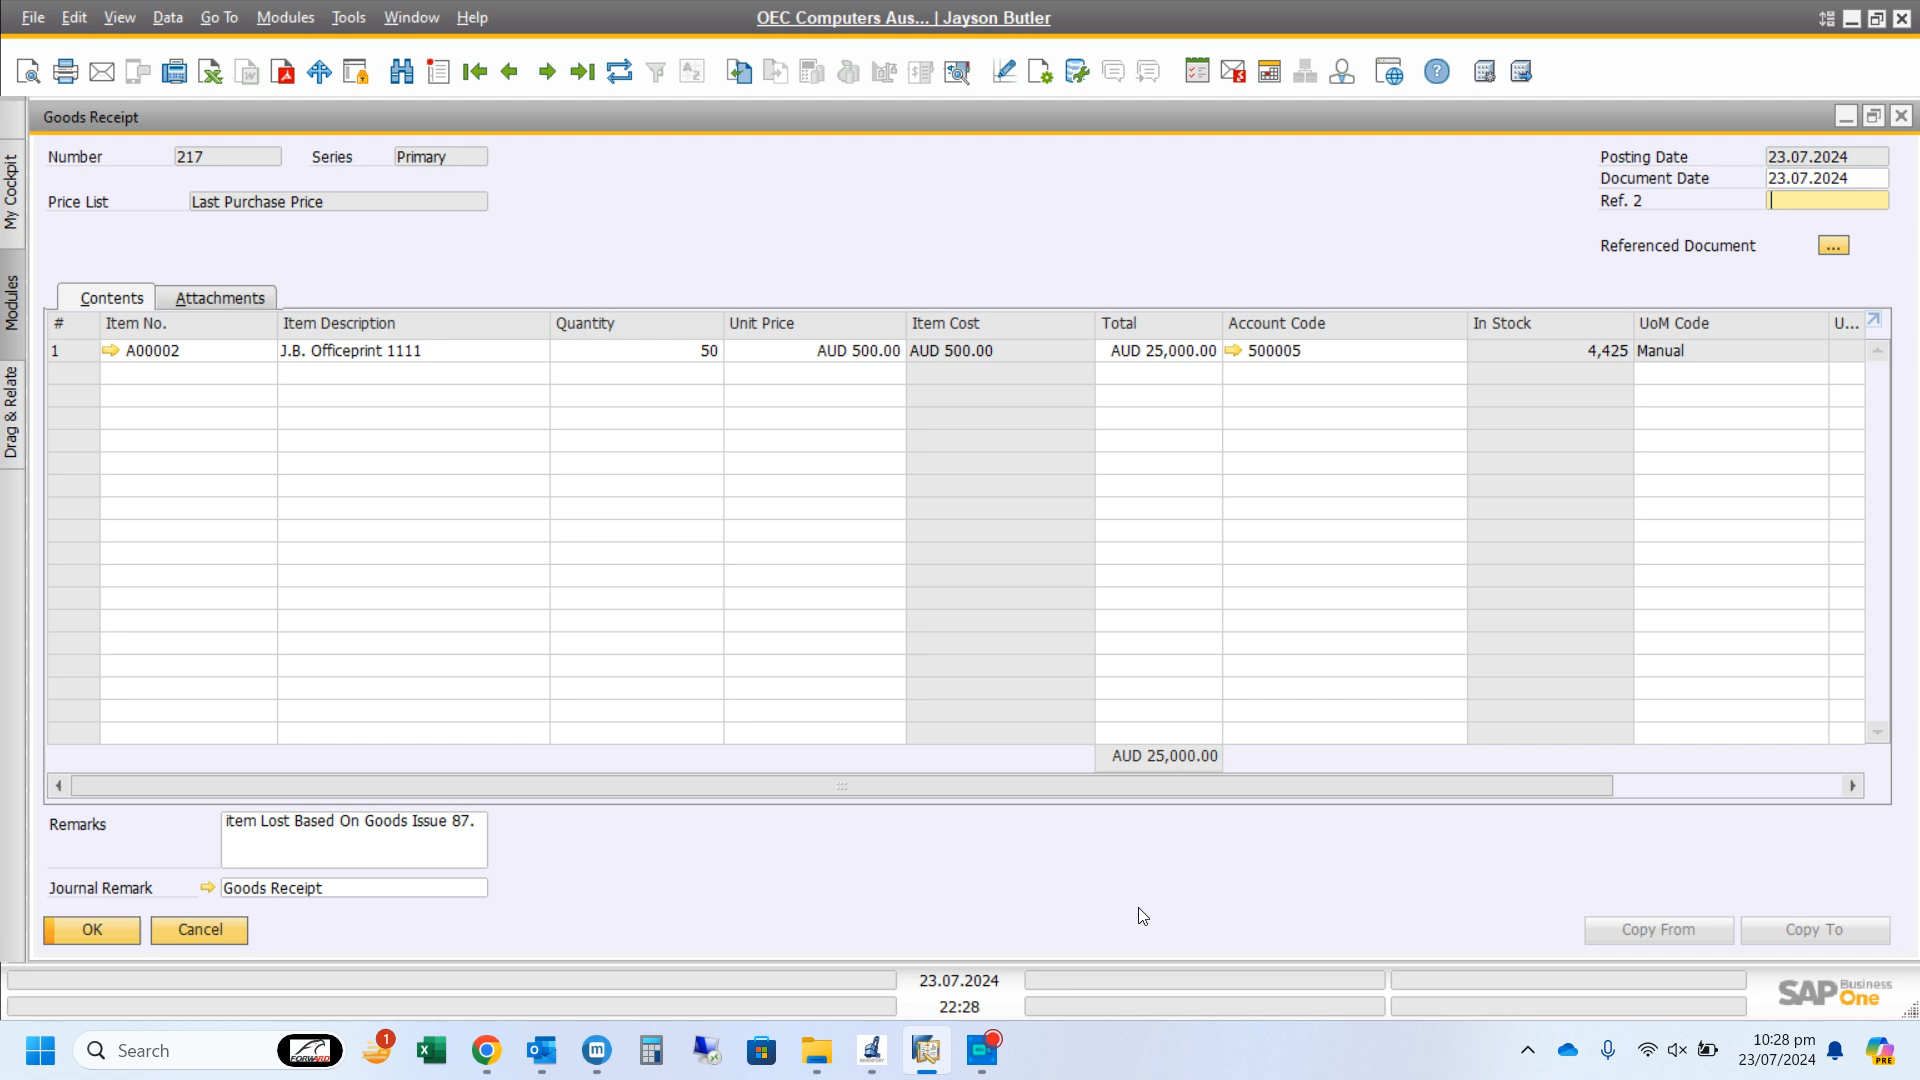 File Edit View Data Go To Modules Tools Window Help
OEC Computers Aus... | Jayson Butler
Goods Receipt
My Cockpit
Modules
Drag & Relate
Number 217 Series Primary
Posting Date 23.07.2024
Document Date 23.07.2024
Price List Last Purchase Price
Ref. 2
Referenced Document ...
Contents Attachments
# Item No. Item Description Quantity Unit Price Item Cost Total Account Code In Stock UoM Code U...
1 A00002 J.B. Officeprint 1111 50 AUD 500.00 AUD 500.00 AUD 25,000.00 500005 4,425 Manual
AUD 25,000.00
Remarks item Lost Based On Goods Issue 87.
Journal Remark Goods Receipt
OK Cancel Copy From Copy To
23.07.2024
22:28
SAP Business One
Search
FORWARD
1
10:28 pm
23/07/2024
PRE